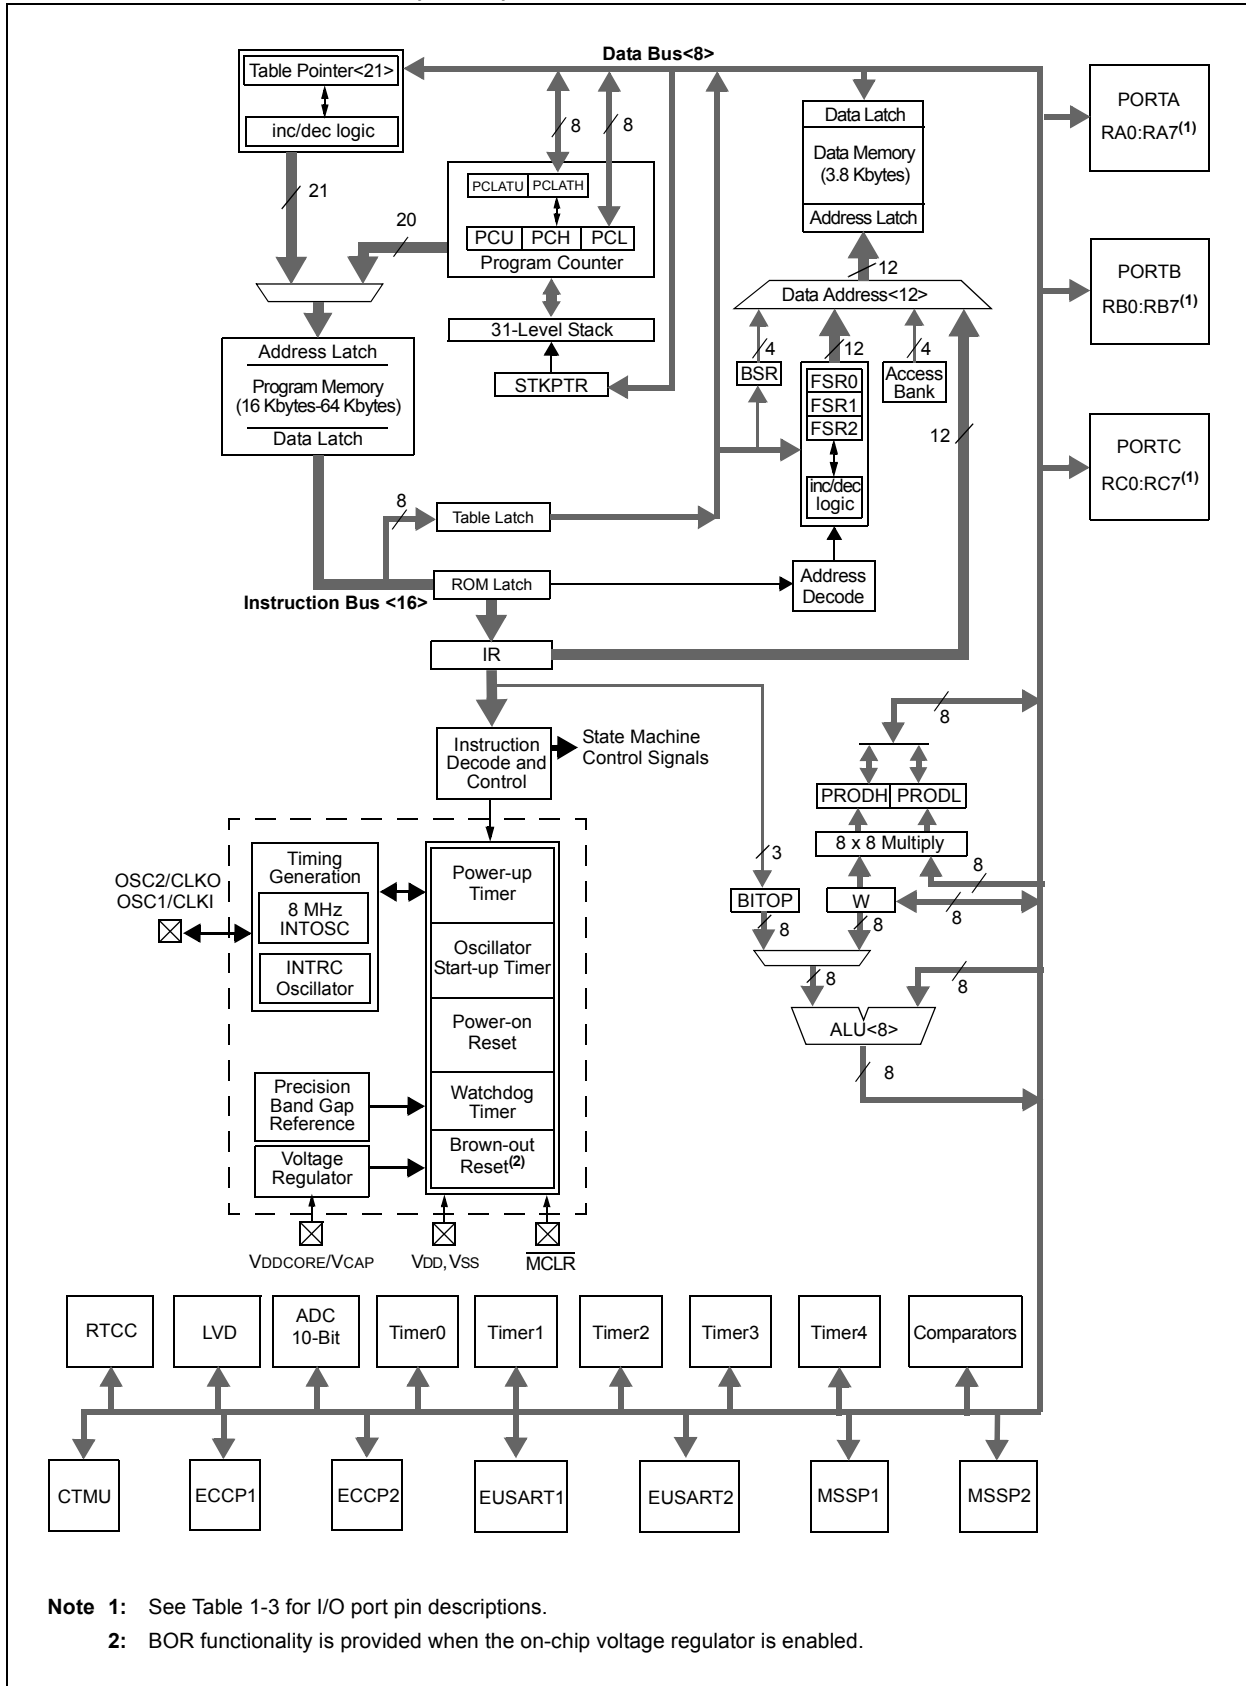 Data Bus<8>
Table Pointer<21>
inc/dec logic
21
20
8
8
PCLATU PCLATH
PCU PCH PCL
Program Counter
31-Level Stack
STKPTR
Address Latch
Program Memory
(16 Kbytes-64 Kbytes)
Data Latch
Data Latch
Data Memory
(3.8 Kbytes)
Address Latch
12
Data Address<12>
4
12
4
BSR
FSR0
FSR1
FSR2
inc/dec
logic
Access
Bank
12
PORTA
RA0:RA7(1)
PORTB
RB0:RB7(1)
PORTC
RC0:RC7(1)
8
Table Latch
ROM Latch
Instruction Bus <16>
Address
Decode
IR
Instruction
Decode and
Control
State Machine
Control Signals
8
PRODH PRODL
8 x 8 Multiply
3
8
BITOP
W
8
8
8
8
8
ALU<8>
8
OSC2/CLKO
OSC1/CLKI
Timing
Generation
8 MHz
INTOSC
INTRC
Oscillator
Power-up
Timer
Oscillator
Start-up Timer
Power-on
Reset
Watchdog
Timer
Brown-out
Reset(2)
Precision
Band Gap
Reference
Voltage
Regulator
VDDCORE/VCAP
VDD, VSS
MCLR
RTCC
LVD
ADC
10-Bit
Timer0
Timer1
Timer2
Timer3
Timer4
Comparators
CTMU
ECCP1
ECCP2
EUSART1
EUSART2
MSSP1
MSSP2
Note 1: See Table 1-3 for I/O port pin descriptions.
2: BOR functionality is provided when the on-chip voltage regulator is enabled.